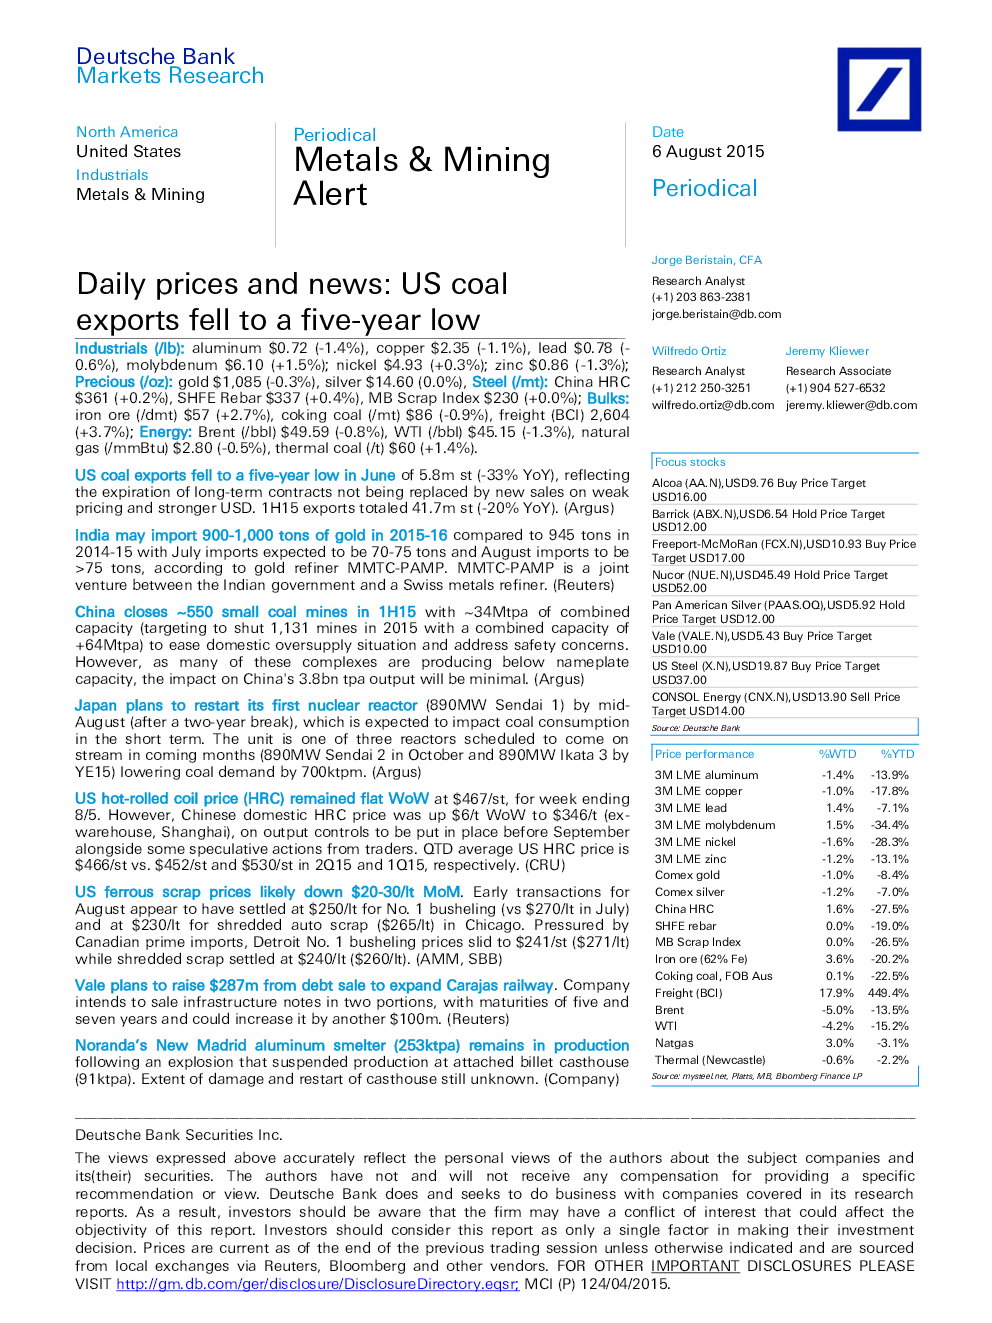 Deutsche Bank
Markets Research
North America
United States
Industrials
Metals & Mining
Periodical
Metals & Mining
Alert
Date
6 August 2015
Periodical
Daily prices and news: US coal
exports fell to a five-year low
Industrials (/lb): aluminum $0.72 (-1.4%), copper $2.35 (-1.1%), lead $0.78 (-
0.6%), molybdenum $6.10 (+1.5%); nickel $4.93 (+0.3%); zinc $0.86 (-1.3%);
Precious (/oz): gold $1,085 (-0.3%), silver $14.60 (0.0%), Steel (/mt): China HRC
$361 (+0.2%), SHFE Rebar $337 (+0.4%), MB Scrap Index $230 (+0.0%); Bulks:
iron ore (/dmt) $57 (+2.7%), coking coal (/mt) $86 (-0.9%), freight (BCI) 2,604
(+3.7%); Energy: Brent (/bbl) $49.59 (-0.8%), WTI (/bbl) $45.15 (-1.3%), natural
gas (/mmBtu) $2.80 (-0.5%), thermal coal (/t) $60 (+1.4%).
US coal exports fell to a five-year low in June of 5.8m st (-33% YoY), reflecting
the expiration of long-term contracts not being replaced by new sales on weak
pricing and stronger USD. 1H15 exports totaled 41.7m st (-20% YoY). (Argus)
India may import 900-1,000 tons of gold in 2015-16 compared to 945 tons in
2014-15 with July imports expected to be 70-75 tons and August imports to be
>75 tons, according to gold refiner MMTC-PAMP. MMTC-PAMP is a joint
venture between the Indian government and a Swiss metals refiner. (Reuters)
China closes ~550 small coal mines in 1H15 with ~34Mtpa of combined
capacity (targeting to shut 1,131 mines in 2015 with a combined capacity of
+64Mtpa) to ease domestic oversupply situation and address safety concerns.
However, as many of these complexes are producing below nameplate
capacity, the impact on China's 3.8bn tpa output will be minimal. (Argus)
Japan plans to restart its first nuclear reactor (890MW Sendai 1) by mid-
August (after a two-year break), which is expected to impact coal consumption
in the short term. The unit is one of three reactors scheduled to come on
stream in coming months (890MW Sendai 2 in October and 890MW Ikata 3 by
YE15) lowering coal demand by 700ktpm. (Argus)
US hot-rolled coil price (HRC) remained flat WoW at $467/st, for week ending
8/5. However, Chinese domestic HRC price was up $6/t WoW to $346/t (ex-
warehouse, Shanghai), on output controls to be put in place before September
alongside some speculative actions from traders. QTD average US HRC price is
$466/st vs. $452/st and $530/st in 2Q15 and 1Q15, respectively. (CRU)
US ferrous scrap prices likely down $20-30/lt MoM. Early transactions for
August appear to have settled at $250/lt for No. 1 busheling (vs $270/lt in July)
and at $230/lt for shredded auto scrap ($265/lt) in Chicago. Pressured by
Canadian prime imports, Detroit No. 1 busheling prices slid to $241/st ($271/lt)
while shredded scrap settled at $240/lt ($260/lt). (AMM, SBB)
Vale plans to raise $287m from debt sale to expand Carajas railway. Company
intends to sale infrastructure notes in two portions, with maturities of five and
seven years and could increase it by another $100m. (Reuters)
Noranda's New Madrid aluminum smelter (253ktpa) remains in production
following an explosion that suspended production at attached billet casthouse
(91ktpa). Extent of damage and restart of casthouse still unknown. (Company)
Jorge Beristain, CFA
Research Analyst
(+1) 203 863-2381
jorge.beristain@db.com
Wilfredo Ortiz
Research Analyst
(+1) 212 250-3251
wilfredo.ortiz@db.com
Jeremy Kliewer
Research Associate
(+1) 904 527-6532
jeremy.kliewer@db.com
Focus stocks
Alcoa (AA.N),USD9.76 Buy Price Target
USD16.00
Barrick (ABX.N),USD6.54 Hold Price Target
USD12.00
Freeport-McMoRan (FCX.N),USD10.93 Buy Price
Target USD17.00
Nucor (NUE.N),USD45.49 Hold Price Target
USD52.00
Pan American Silver (PAAS.OQ),USD5.92 Hold
Price Target USD12.00
Vale (VALE.N),USD5.43 Buy Price Target
USD10.00
US Steel (X.N),USD19.87 Buy Price Target
USD37.00
CONSOL Energy (CNX.N),USD13.90 Sell Price
Target USD14.00
Source: Deutsche Bank
Price performance %WTD %YTD
3M LME aluminum -1.4% -13.9%
3M LME copper -1.0% -17.8%
3M LME lead 1.4% -7.1%
3M LME molybdenum 1.5% -34.4%
3M LME nickel -1.6% -28.3%
3M LME zinc -1.2% -13.1%
Comex gold -1.0% -8.4%
Comex silver -1.2% -7.0%
China HRC 1.6% -27.5%
SHFE rebar 0.0% -19.0%
MB Scrap Index 0.0% -26.5%
Iron ore (62% Fe) 3.6% -20.2%
Coking coal, FOB Aus 0.1% -22.5%
Freight (BCI) 17.9% 449.4%
Brent -5.0% -13.5%
WTI -4.2% -15.2%
Natgas 3.0% -3.1%
Thermal (Newcastle) -0.6% -2.2%
Source: mysteel.net, Platts, MB, Bloomberg Finance LP
Deutsche Bank Securities Inc.
The views expressed above accurately reflect the personal views of the authors about the subject companies and
its(their) securities. The authors have not and will not receive any compensation for providing a specific
recommendation or view. Deutsche Bank does and seeks to do business with companies covered in its research
reports. As a result, investors should be aware that the firm may have a conflict of interest that could affect the
objectivity of this report. Investors should consider this report as only a single factor in making their investment
decision. Prices are current as of the end of the previous trading session unless otherwise indicated and are sourced
from local exchanges via Reuters, Bloomberg and other vendors. FOR OTHER IMPORTANT DISCLOSURES PLEASE
VISIT http://gm.db.com/ger/disclosure/DisclosureDirectory.eqsr; MCI (P) 124/04/2015.